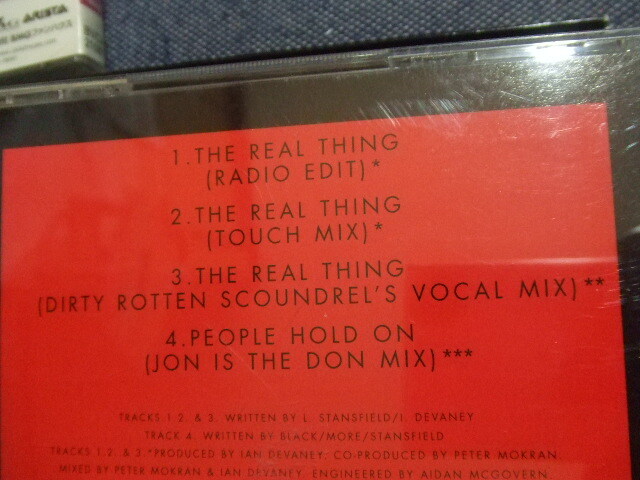 ARISTA
1.THE REAL THING
(RADIO EDIT)*
2.THE REAL THING
(TOUCH MIX)*
3.THE REAL THING
(DIRTY ROTTEN SCOUNDREL'S VOCAL MIX)**
4.PEOPLE HOLD ON
(JON IS THE DON MIX)***
TRACKS 1 2. & 3. WRITTEN BY L. STANSFIELD/I. DEVANEY
TRACK 4. WRITTEN BY BLACK/MORE/STANSFIELD
TRACKS 1.2. & 3.*PRODUCED BY IAN DEVANEY. CO-PRODUCED BY PETER MOKRAN.
MIXED BY PETER MOKRAN & IAN DEVANEY. ENGINEERED BY AIDAN MCGOVERN.